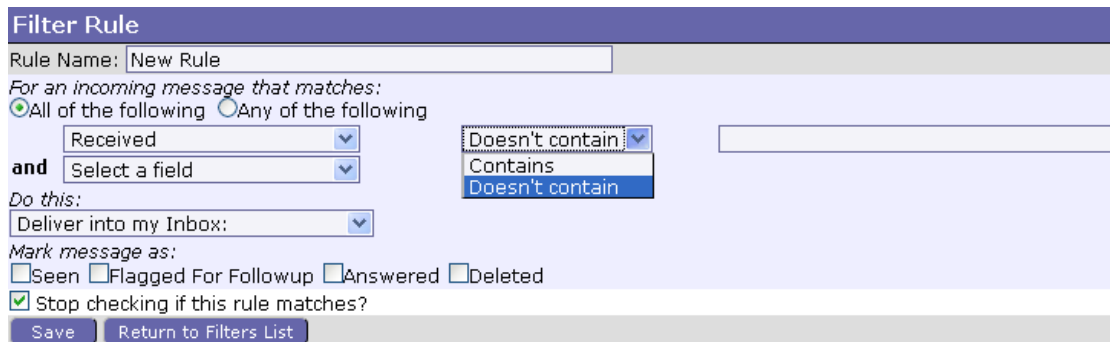 Filter Rule
Rule Name: New Rule
For an incoming message that matches:
All of the following Any of the following
Received Doesn't contain
and Select a field Contains
Doesn't contain
Do this:
Deliver into my Inbox:
Mark message as:
Seen Flagged For Followup Answered Deleted
Stop checking if this rule matches?
Save Return to Filters List